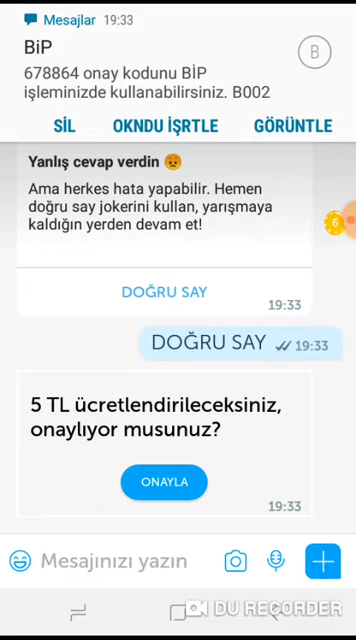 Mesajlar 19:33
BiP
B
678864 onay kodunu BİP
işleminizde kullanabilirsiniz. B002
SİL OKNDU İŞRTLE GÖRÜNTLE
Yanlış cevap verdin 😟
Ama herkes hata yapabilir. Hemen
doğru say jokerini kullan, yarışmaya
kaldığın yerden devam et!
6
DOĞRU SAY
19:33
DOĞRU SAY 19:33
5 TL ücretlendirileceksiniz,
onaylıyor musunuz?
ONAYLA
19:33
Mesajınızı yazın
DU RECORDER